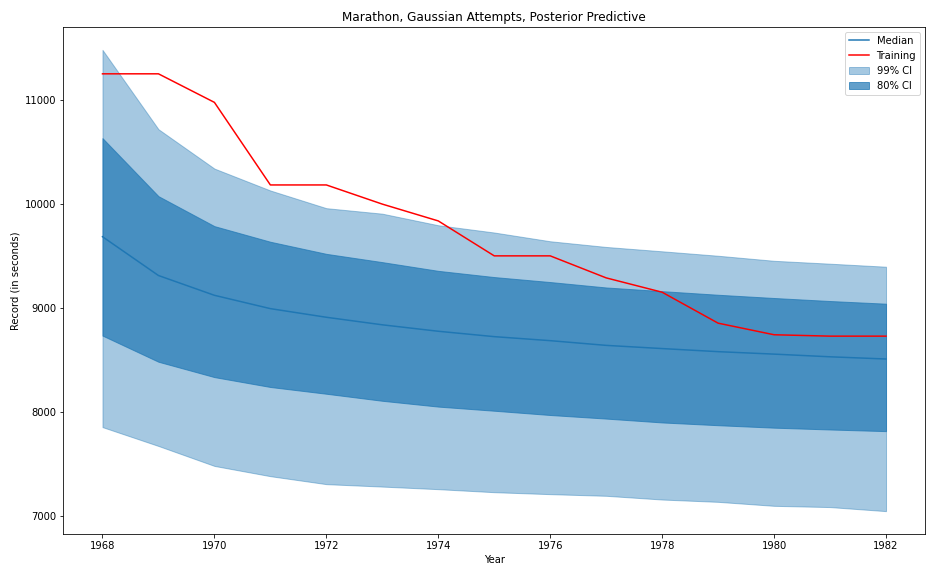 Marathon, Gaussian Attempts, Posterior Predictive
Median
Training
99% CI
80% CI
Record (in seconds)
11000
10000
9000
8000
7000
1968
1970
1972
1974
1976
1978
1980
1982
Year